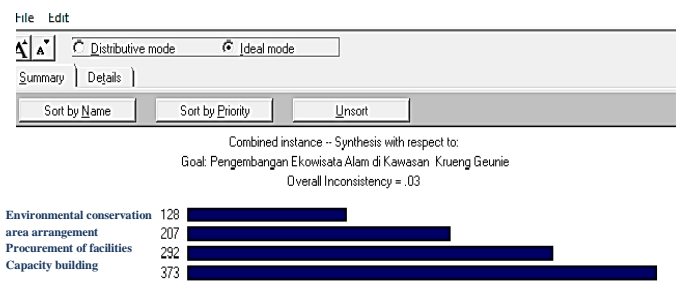 File Edit
A A Distributive mode Ideal mode
Summary Details
Sort by Name Sort by Priority Unsort
Combined instance -- Synthesis with respect to:
Goal: Pengembangan Ekowisata Alam di Kawasan Krueng Geunie
Overall Inconsistency = .03
Environmental conservation 128
area arrangement 207
Procurement of facilities 292
Capacity building 373